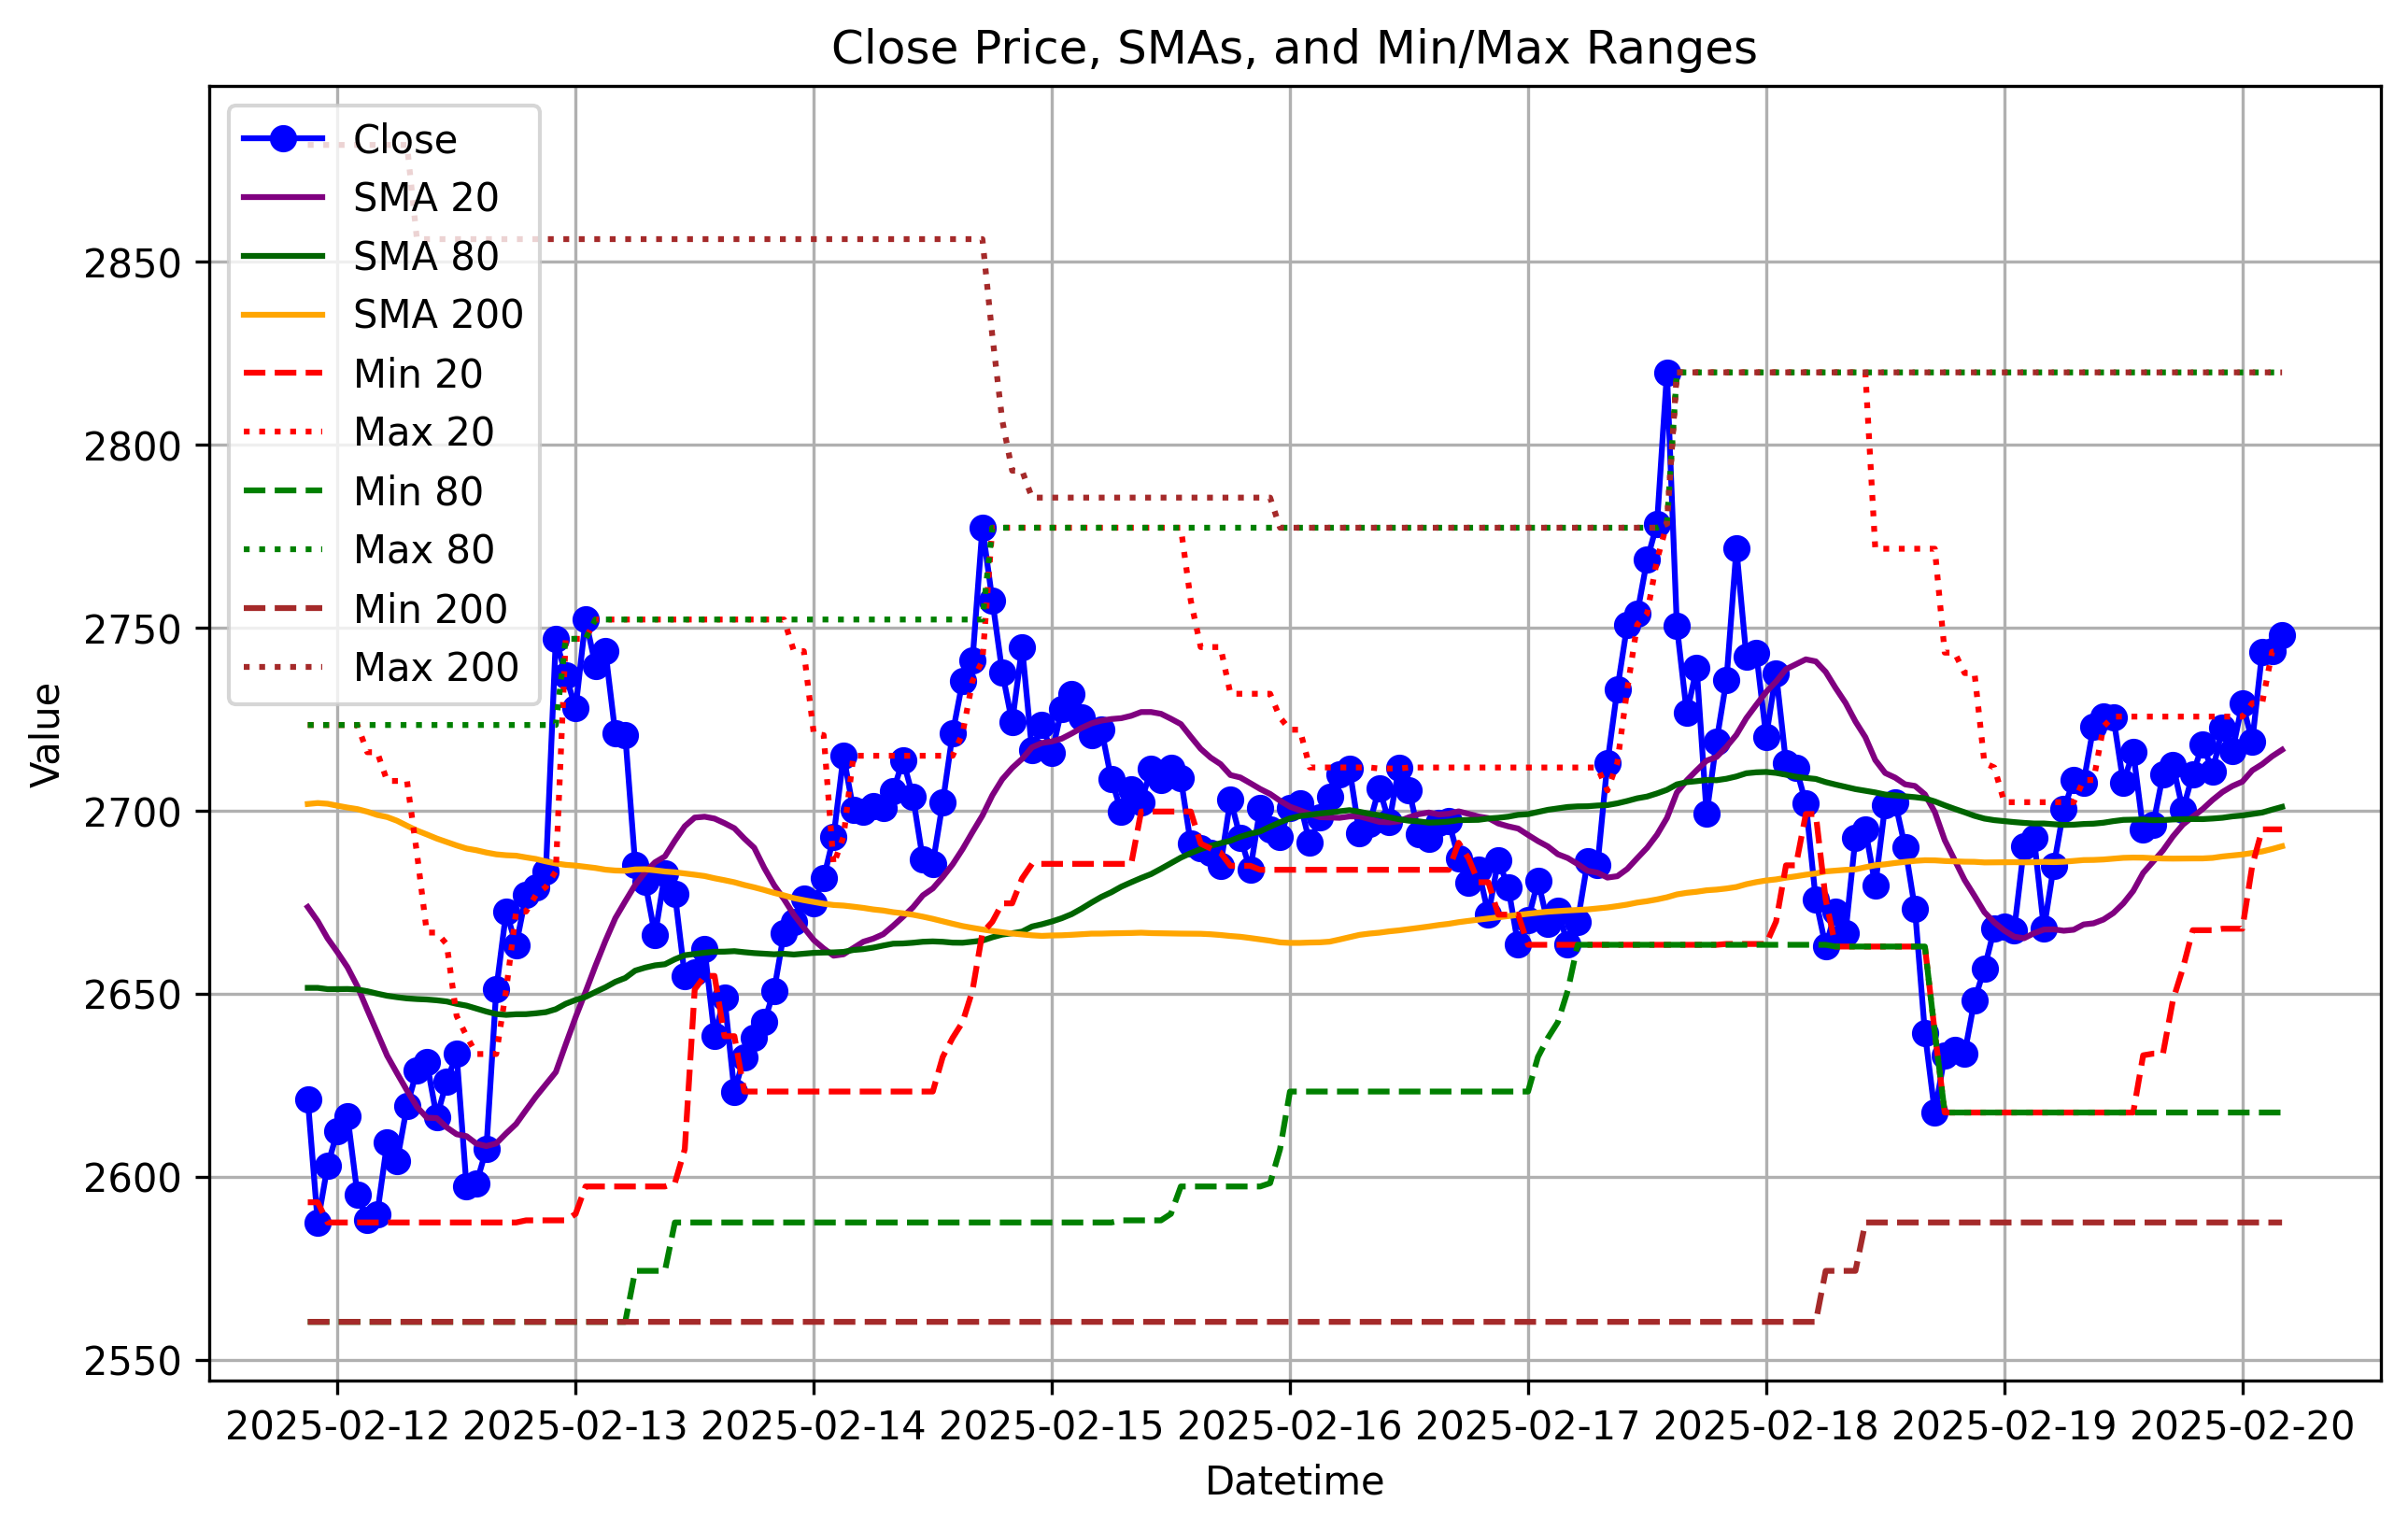 Close Price, SMAs, and Min/Max Ranges
Close
SMA 20
SMA 80
SMA 200
Min 20
Max 20
Min 80
Max 80
Min 200
Max 200
Value
2850
2800
2750
2700
2650
2600
2550
2025-02-12 2025-02-13 2025-02-14 2025-02-15 2025-02-16 2025-02-17 2025-02-18 2025-02-19 2025-02-20
Datetime